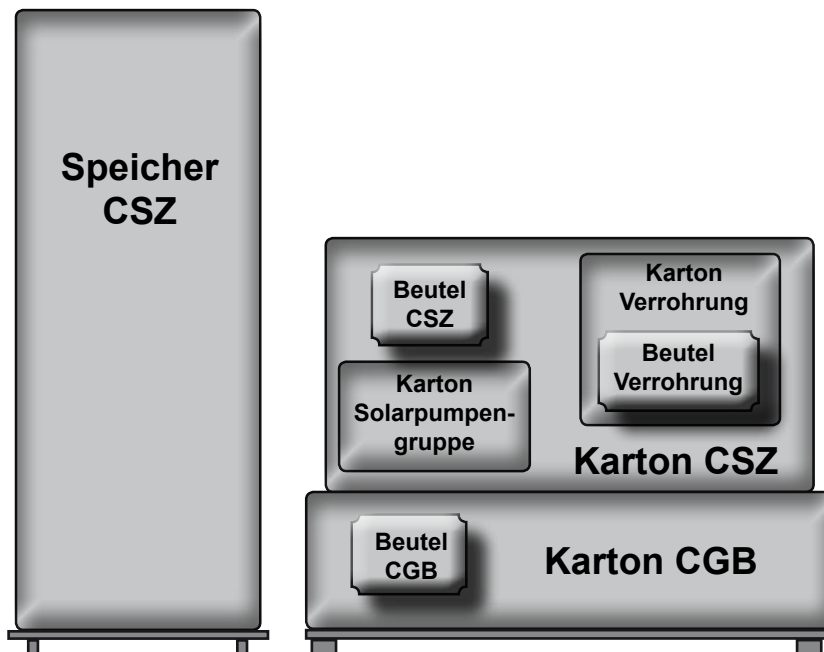 Speicher
CSZ
Beutel
CSZ
Karton
Verrohrung
Beutel
Verrohrung
Karton
Solarpumpen-
gruppe
Karton CSZ
Beutel
CGB
Karton CGB